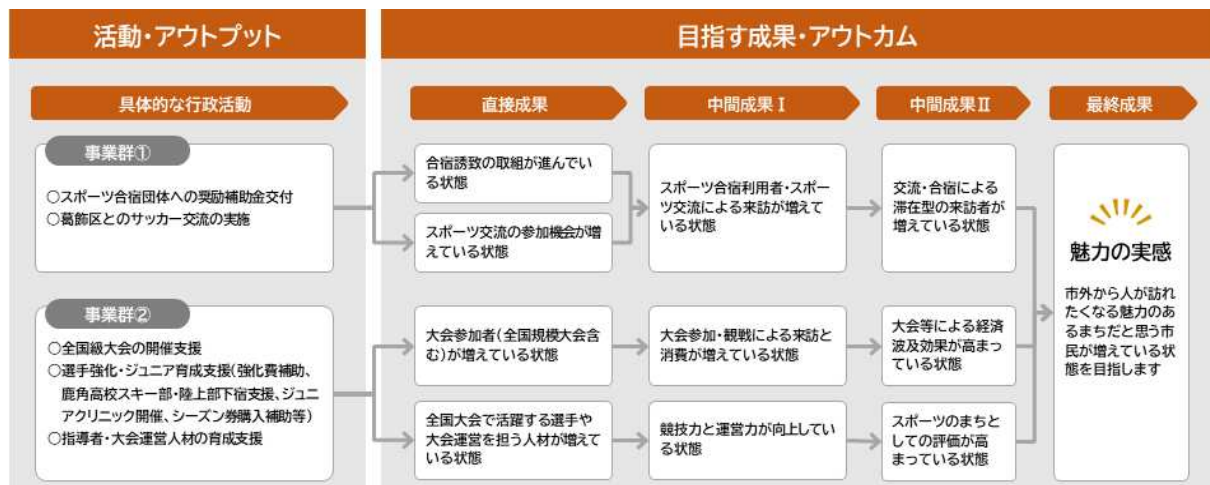 活動・アウトプット
目指す成果・アウトカム
具体的な行政活動
直接成果
中間成果Ⅰ
中間成果Ⅱ
最終成果
事業群①
○スポーツ合宿団体への奨励補助金交付
○葛飾区とのサッカー交流の実施
合宿誘致の取組が進んでい
る状態
スポーツ交流の参加機会が増
えている状態
スポーツ合宿利用者・スポー
ツ交流による来訪が増えて
いる状態
交流・合宿による
滞在型の来訪者が
増えている状態
事業群②
○全国級大会の開催支援
○選手強化・ジュニア育成支援(強化費補助、
鹿角高校スキー部・陸上部下宿支援、ジュニ
アクリニック開催、シーズン券購入補助等)
○指導者・大会運営人材の育成支援
大会参加者(全国規模大会含
む)が増えている状態
全国大会で活躍する選手や
大会運営を担う人材が増えて
いる状態
大会参加・観戦による来訪と
消費が増えている状態
競技力と運営力が向上してい
る状態
大会等による経済
波及効果が高まっ
ている状態
スポーツのまちと
しての評価が高
まっている状態
魅力の実感
市外から人が訪れ
たくなる魅力のあ
るまちだと思う市
民が増えている状
態を目指します